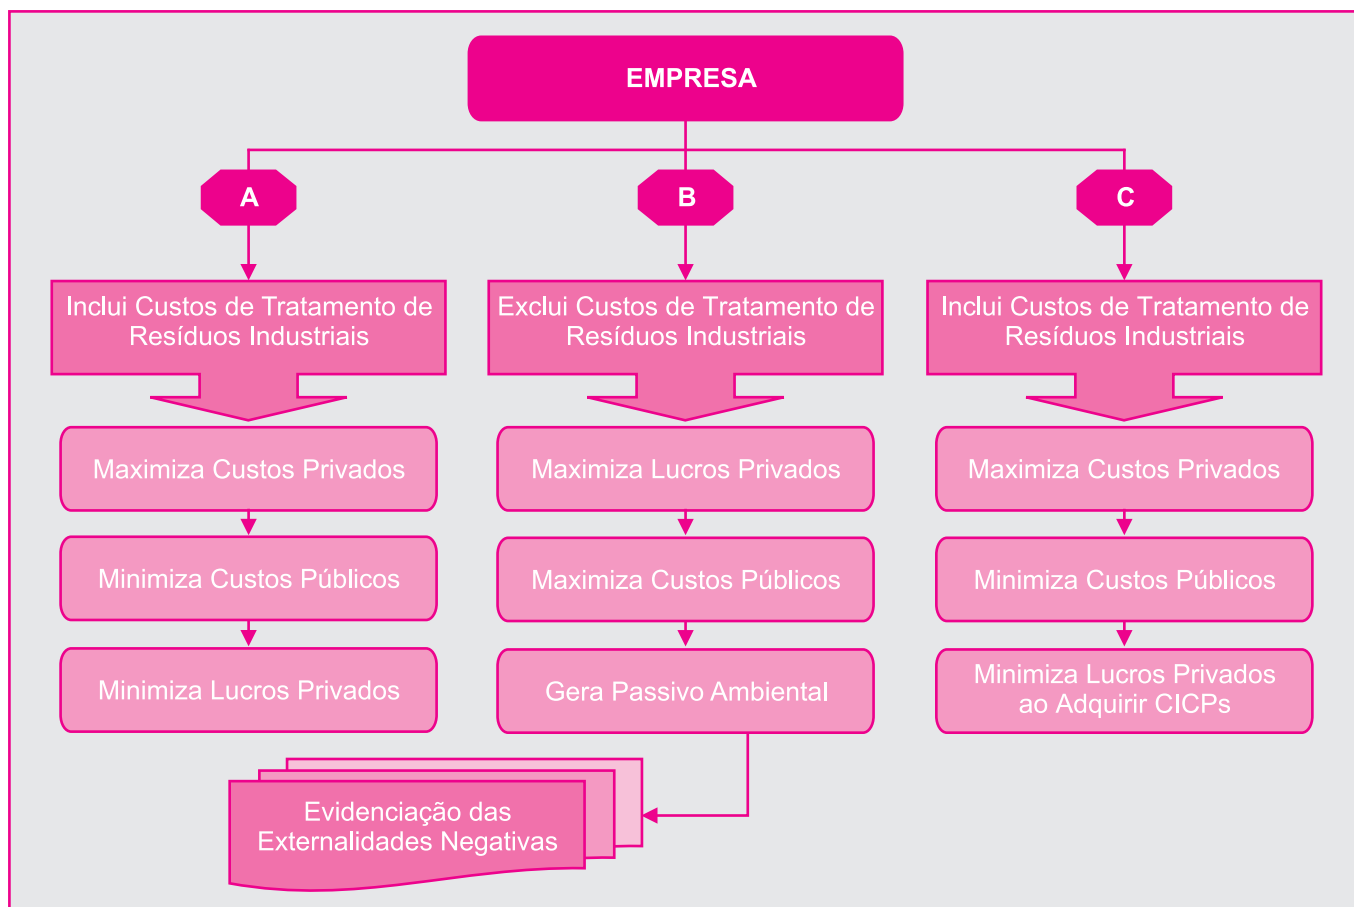 EMPRESA
A
B
C
Inclui Custos de Tratamento de
Resíduos Industriais
Exclui Custos de Tratamento de
Resíduos Industriais
Inclui Custos de Tratamento de
Resíduos Industriais
Maximiza Custos Privados
Maximiza Lucros Privados
Maximiza Custos Privados
Minimiza Custos Públicos
Maximiza Custos Públicos
Minimiza Custos Públicos
Minimiza Lucros Privados
Gera Passivo Ambiental
Minimiza Lucros Privados
ao Adquirir CICPs
Evidenciação das
Externalidades Negativas